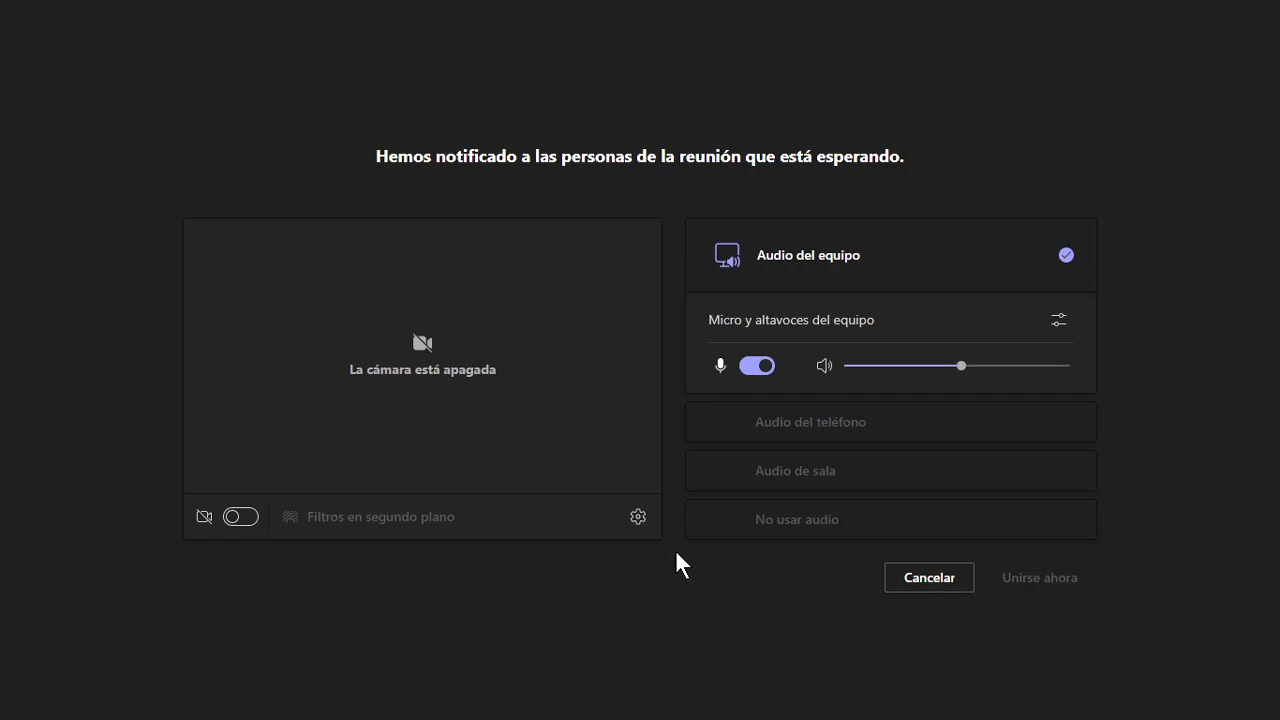 Hemos notificado a las personas de la reunión que está esperando.
La cámara está apagada
Filtros en segundo plano
Audio del equipo
Micro y altavoces del equipo
Audio del teléfono
Audio de sala
No usar audio
Cancelar
Unirse ahora